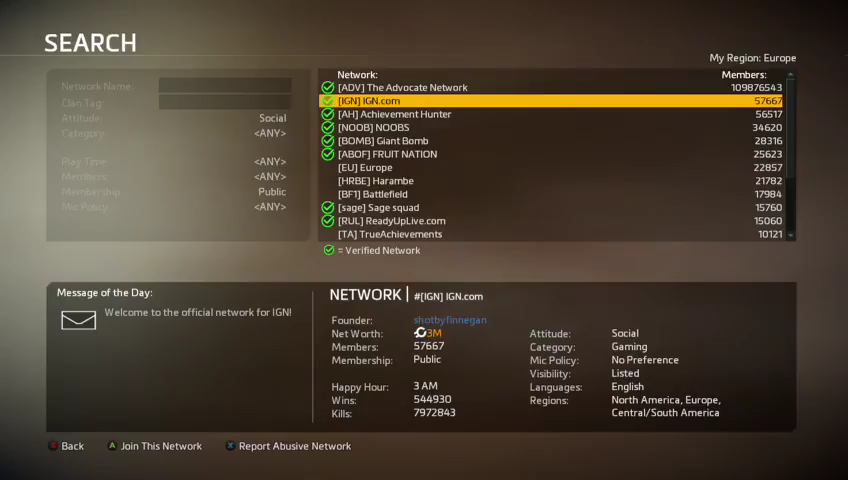 SEARCH
My Region: Europe
Network Name:
Clan Tag:
Attitude: Social
Category: <ANY>
Play Time: <ANY>
Members: <ANY>
Membership: Public
Mic Policy: <ANY>
Network: Members:
[ADV] The Advocate Network 109876543
[IGN] IGN.com 57667
[AH] Achievement Hunter 56517
[NOOB] NOOBS 34620
[BOMB] Giant Bomb 28316
[ABOF] FRUIT NATION 25623
[EU] Europe 22857
[HRBE] Harambe 21782
[BF1] Battlefield 17984
[sage] Sage squad 15760
[RUL] ReadyUpLive.com 15060
[TA] TrueAchievements 10121
= Verified Network
Message of the Day:
Welcome to the official network for IGN!
NETWORK | #[IGN] IGN.com
Founder: shotbyfinnegan
Net Worth: 3M
Members: 57667
Membership: Public
Happy Hour: 3 AM
Wins: 544930
Kills: 7972843
Attitude: Social
Category: Gaming
Mic Policy: No Preference
Visibility: Listed
Languages: English
Regions: North America, Europe,
Central/South America
B Back A Join This Network X Report Abusive Network